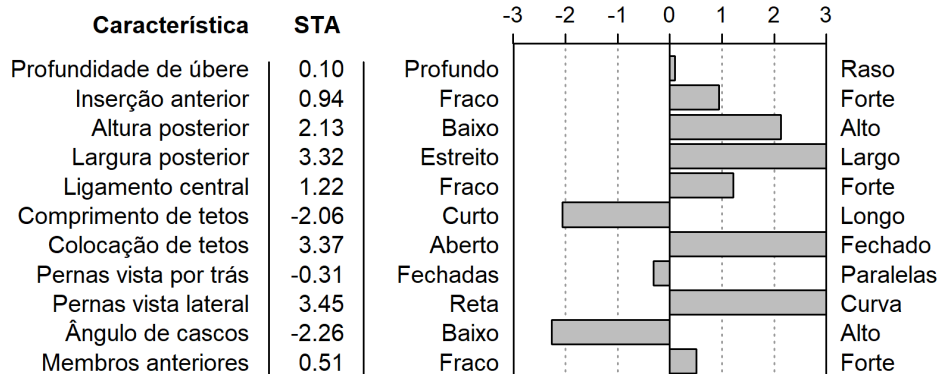 Característica STA -3 -2 -1 0 1 2 3
Profundidade de úbere 0.10 Profundo Raso
Inserção anterior 0.94 Fraco Forte
Altura posterior 2.13 Baixo Alto
Largura posterior 3.32 Estreito Largo
Ligamento central 1.22 Fraco Forte
Comprimento de tetos -2.06 Curto Longo
Colocação de tetos 3.37 Aberto Fechado
Pernas vista por trás -0.31 Fechadas Paralelas
Pernas vista lateral 3.45 Reta Curva
Ângulo de cascos -2.26 Baixo Alto
Membros anteriores 0.51 Fraco Forte